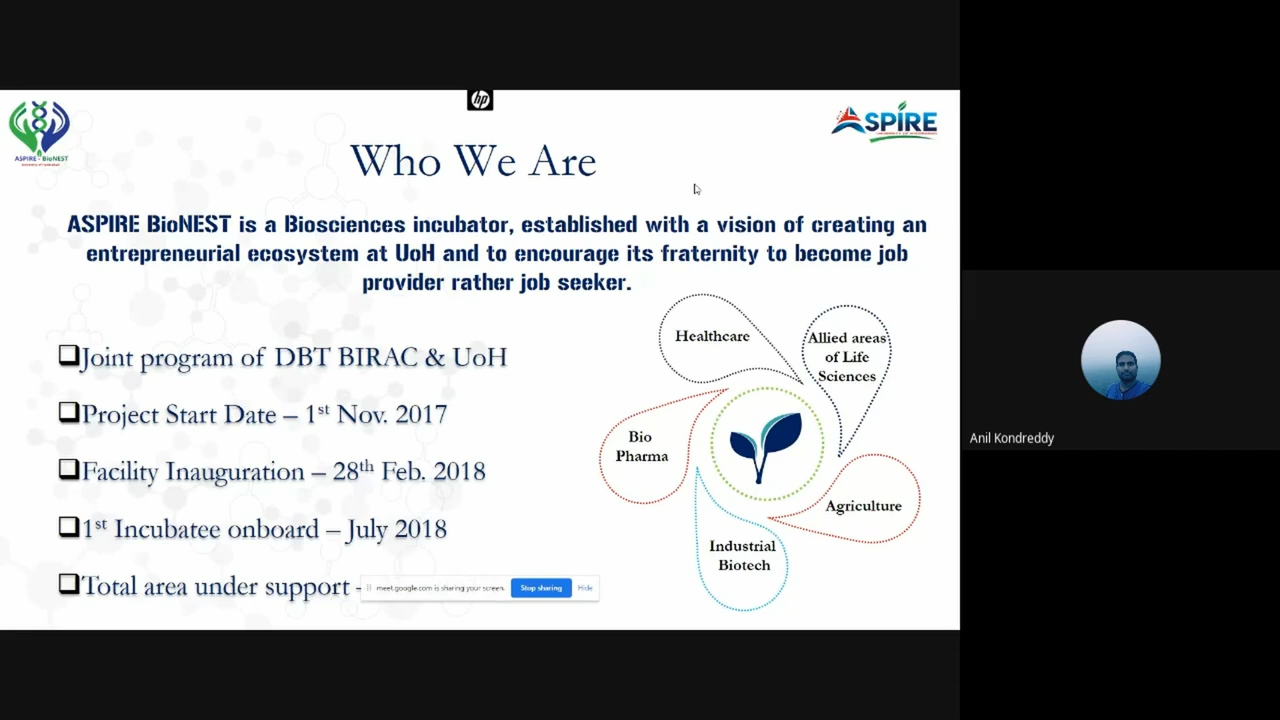 hp
ASPIRE - BioNEST
ASPIRE
Who We Are
ASPIRE BioNEST is a Biosciences incubator, established with a vision of creating an
entrepreneurial ecosystem at UoH and to encourage its fraternity to become job
provider rather job seeker.
Joint program of DBT BIRAC & UoH
Project Start Date – 1st Nov. 2017
Facility Inauguration – 28th Feb. 2018
1st Incubatee onboard – July 2018
Total area under support -
meet.google.com is sharing your screen.
Stop sharing
Hide
Healthcare
Allied areas
of Life
Sciences
Bio
Pharma
Agriculture
Industrial
Biotech
Anil Kondreddy